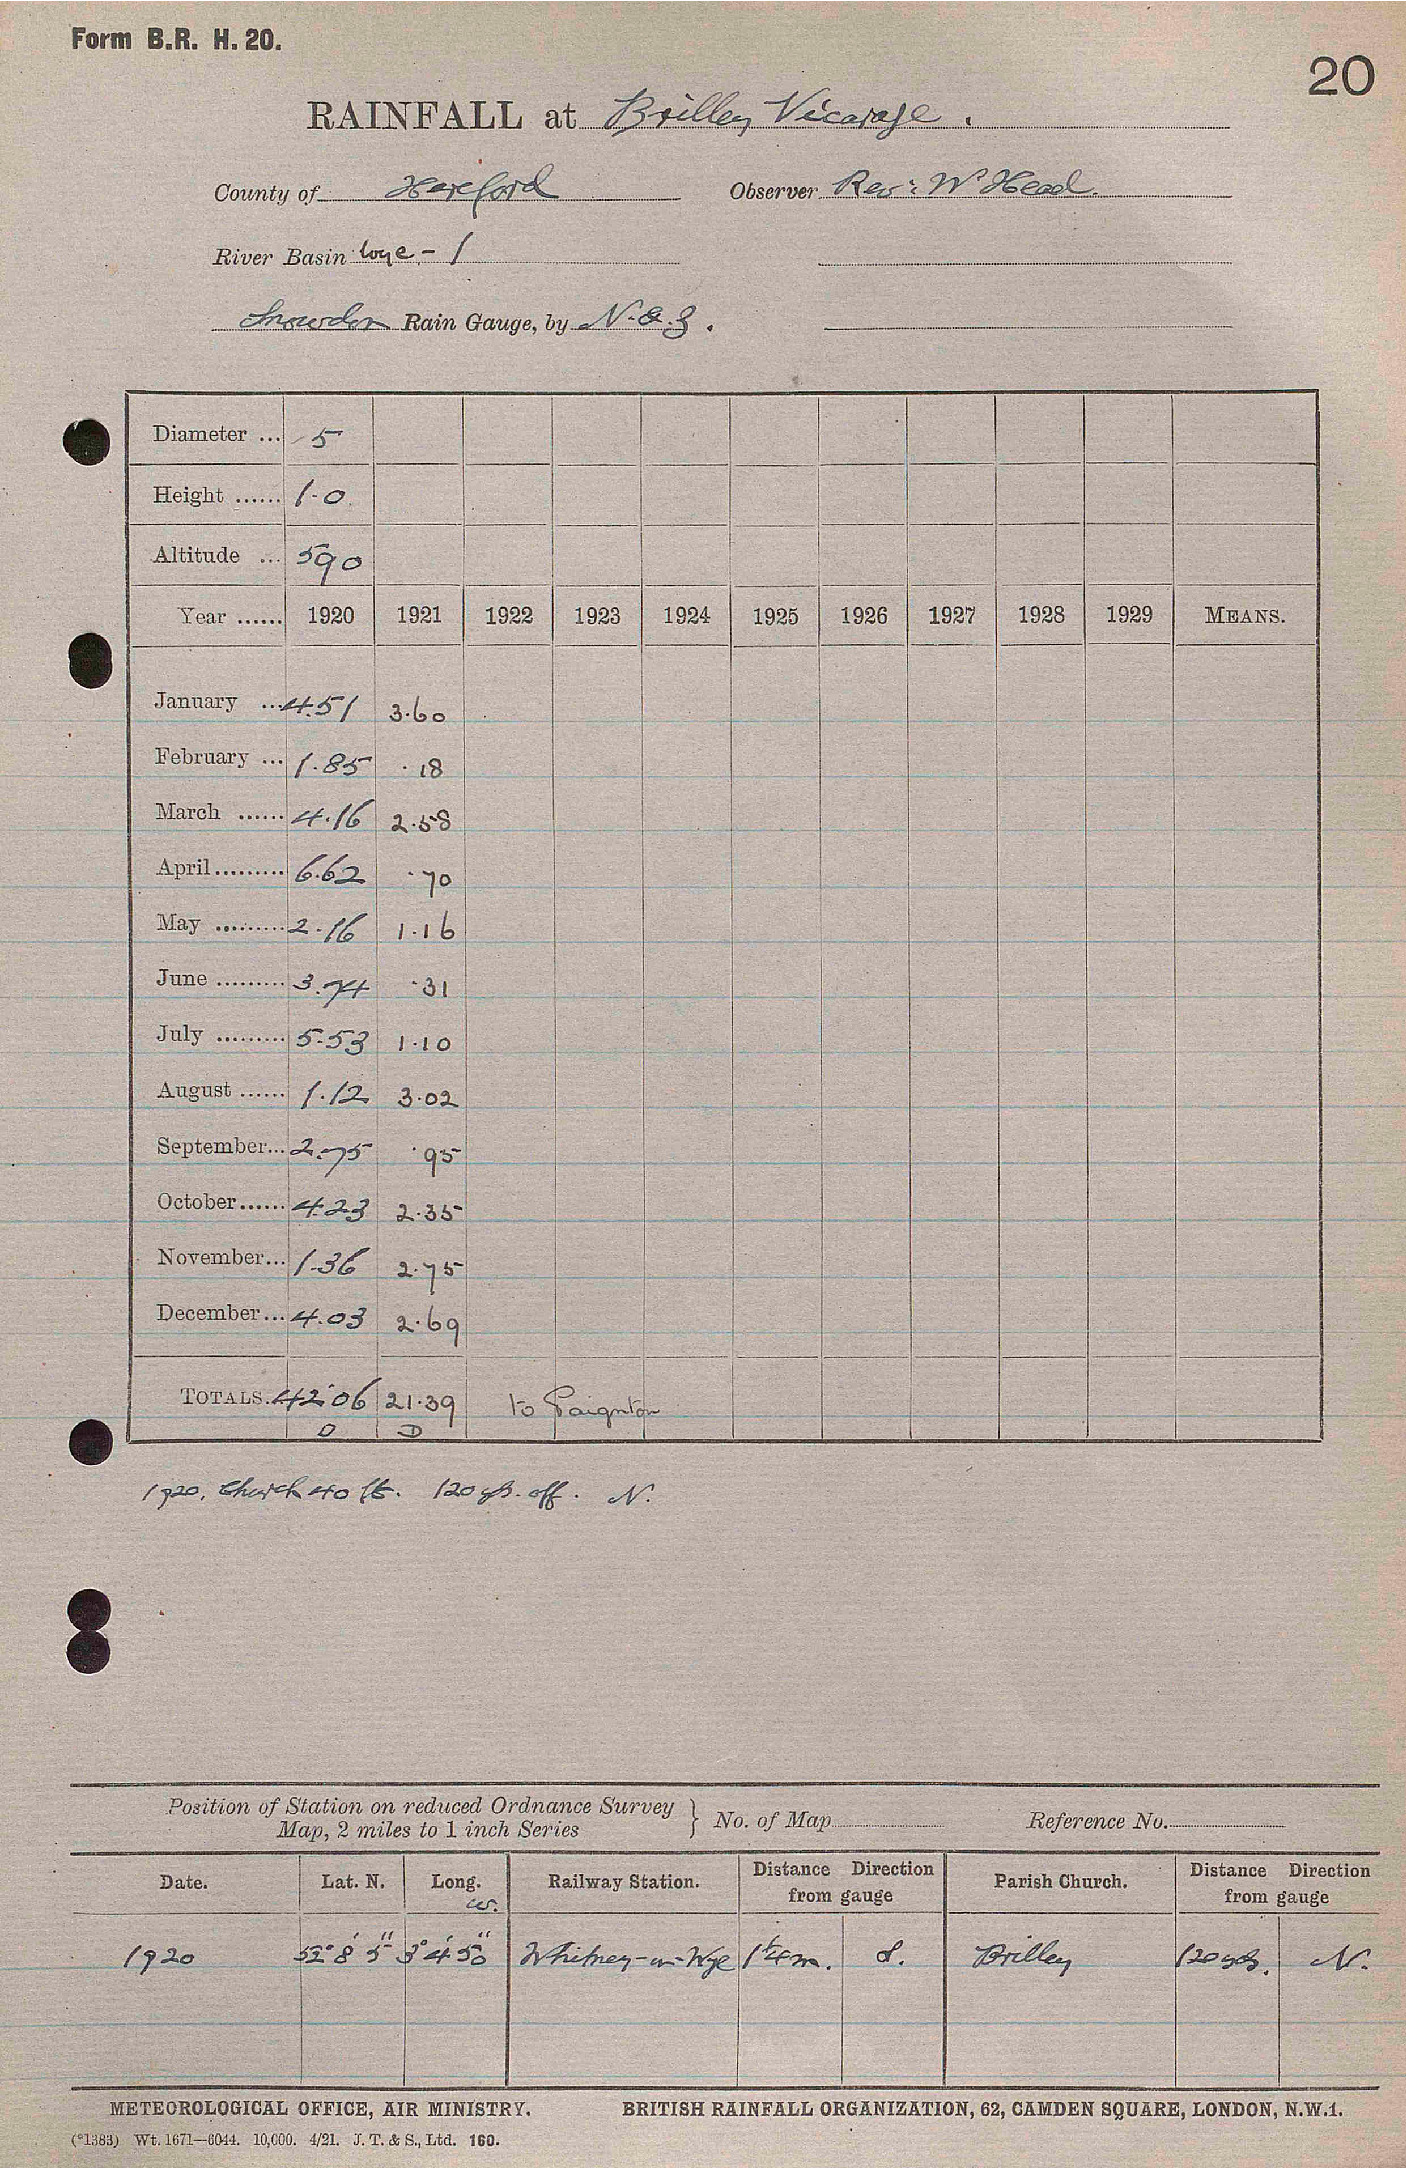 Form B.R. H. 20.
20
RAINFALL at Brilley Vicarage.
County of Hereford Observer Rev: W Head
River Basin Wye - 1
Snowdon Rain Gauge, by N. & Z.
Diameter ... 5
Height ...... 1-0
Altitude ... 590
Year ...... 1920 1921 1922 1923 1924 1925 1926 1927 1928 1929 MEANS.
January ... 4.51 3.60
February ... 1.85 .18
March ...... 4.16 2.58
April......... 6.62 .70
May ......... 2.16 1.16
June ......... 3.74 .31
July ......... 5.53 1.10
August ...... 1.12 3.02
September... 2.75 .95
October...... 4.23 2.35
November... 1.36 2.75
December... 4.03 2.69
TOTALS. 42.06 21.39 to Paignton
D D
1920, Church 40 ft. 120 yds. off. N.
Position of Station on reduced Ordnance Survey
Map, 2 miles to 1 inch Series } No. of Map Reference No.
Date. Lat. N. Long. W. Railway Station. Distance Direction from gauge Parish Church. Distance Direction from gauge
1920 52° 8' 5" 3° 4' 50" Whitney-on-Wye 1¼ m. S. Brilley 120 yds. N.
METEOROLOGICAL OFFICE, AIR MINISTRY. BRITISH RAINFALL ORGANIZATION, 62, CAMDEN SQUARE, LONDON, N.W.1.
(*1383) Wt. 1671—6044. 10,000. 4/21. J. T. & S., Ltd. 160.